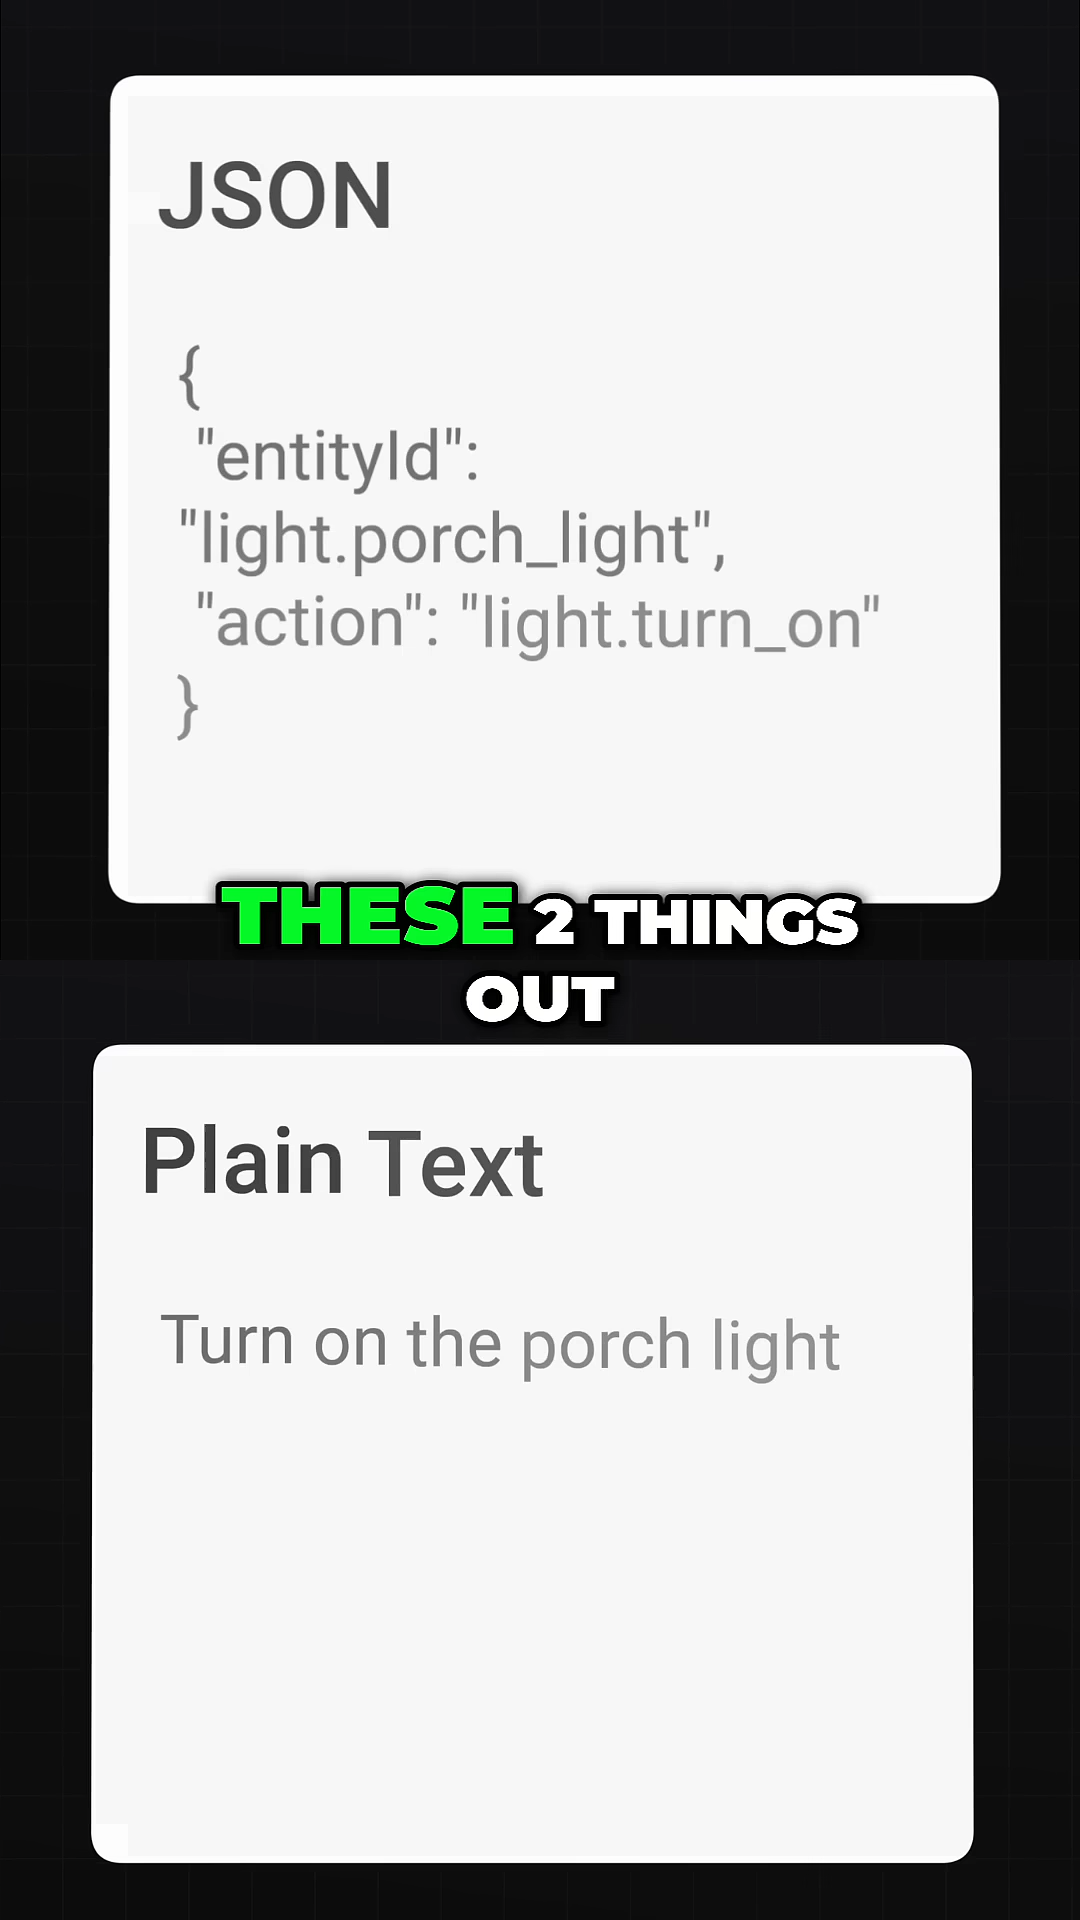 JSON
{
"entityId":
"light.porch_light",
"action": "light.turn_on"
}
THESE 2 THINGS
OUT
Plain Text
Turn on the porch light